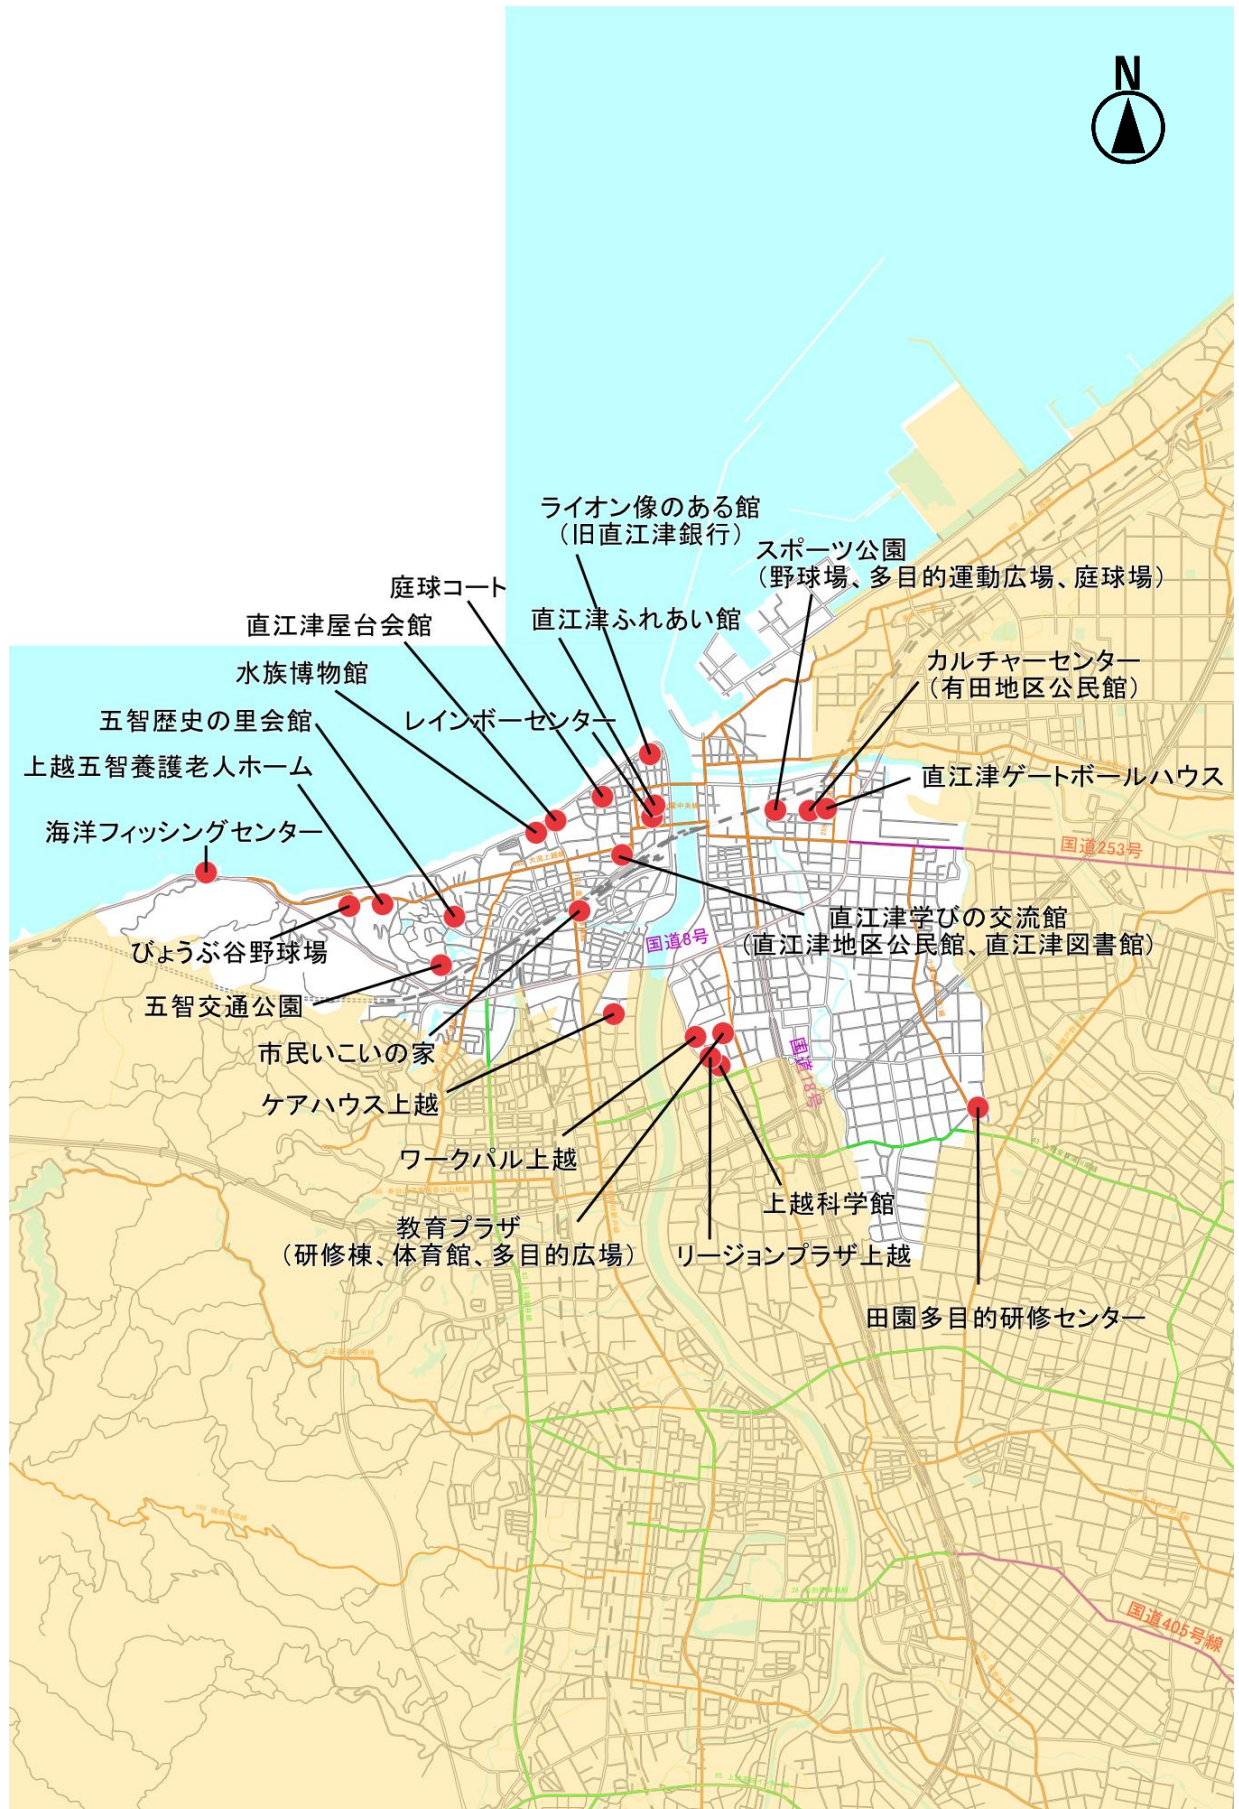 N
ライオン像のある館
（旧直江津銀行）
スポーツ公園
（野球場、多目的運動広場、庭球場）
庭球コート
直江津ふれあい館
直江津屋台会館
カルチャーセンター
（有田地区公民館）
水族博物館
五智歴史の里会館
レインボーセンター
上越五智養護老人ホーム
直江津ゲートボールハウス
海洋フィッシングセンター
国道253号
直江津学びの交流館
（直江津地区公民館、直江津図書館）
国道8号
びょうぶ谷野球場
五智交通公園
市民いこいの家
国道18号
ケアハウス上越
ワークパル上越
上越科学館
教育プラザ
（研修棟、体育館、多目的広場）
リージョンプラザ上越
田園多目的研修センター
国道405号線